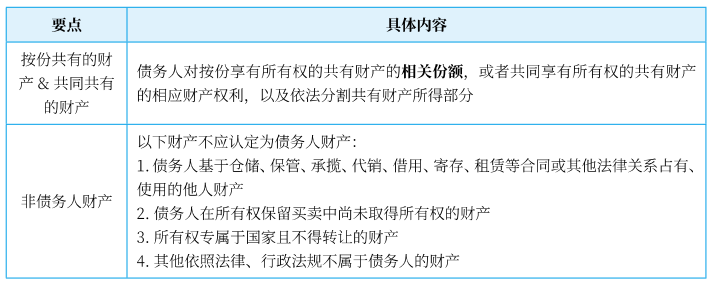 要点
具体内容
按份共有的财
产 & 共同共有
的财产
债务人对按份享有所有权的共有财产的相关份额，或者共同享有所有权的共有财产
的相应财产权利，以及依法分割共有财产所得部分
非债务人财产
以下财产不应认定为债务人财产：
1. 债务人基于仓储、保管、承揽、代销、借用、寄存、租赁等合同或其他法律关系占有、
使用的他人财产
2. 债务人在所有权保留买卖中尚未取得所有权的财产
3. 所有权专属于国家且不得转让的财产
4. 其他依照法律、行政法规不属于债务人的财产